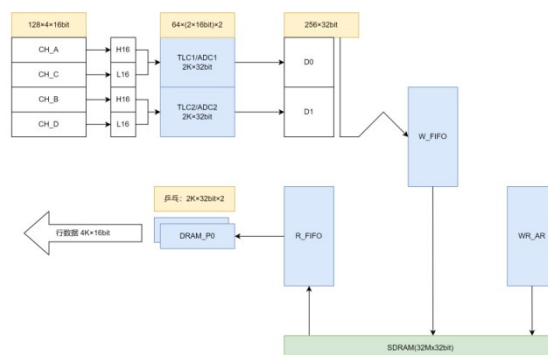 128×4×16bit
64×(2×16bit)×2
256×32bit
CH_A
H16
TLC1/ADC1
2K×32bit
D0
CH_C
L16
CH_B
H16
TLC2/ADC2
2K×32bit
D1
CH_D
L16
W_FIFO
乒乓：2K×32bit×2
行数据 4K×16bit
DRAM_P0
R_FIFO
WR_AR
SDRAM(32Mx32bit)